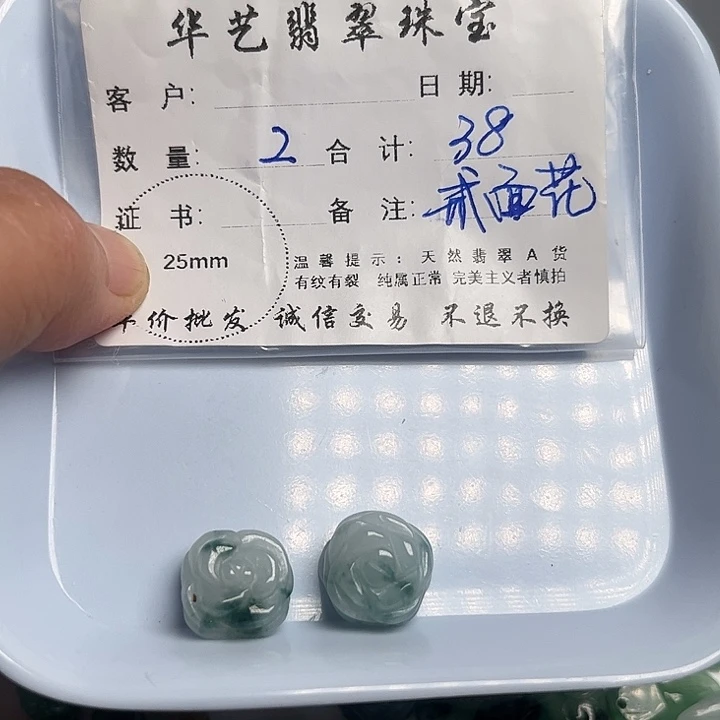 华艺翡翠珠宝
客户: 日期:
数量: 2 合计: 38
证书: 备注: 贰面花
25mm
温馨提示: 天然翡翠A货
有纹有裂 纯属正常 完美主义者慎拍
价批发 诚信交易 不退不换